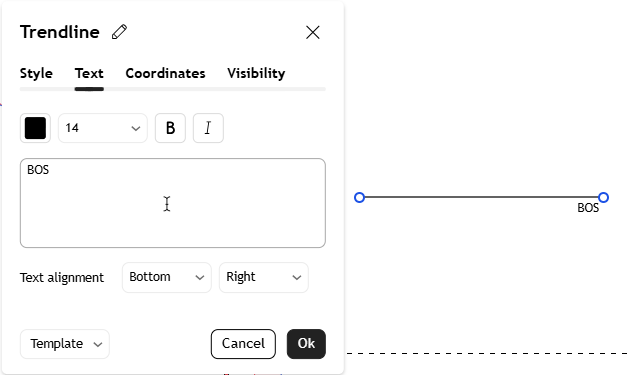 Trendline
Style Text Coordinates Visibility
14 B I
BOS
BOS
Text alignment Bottom Right
Template Cancel Ok